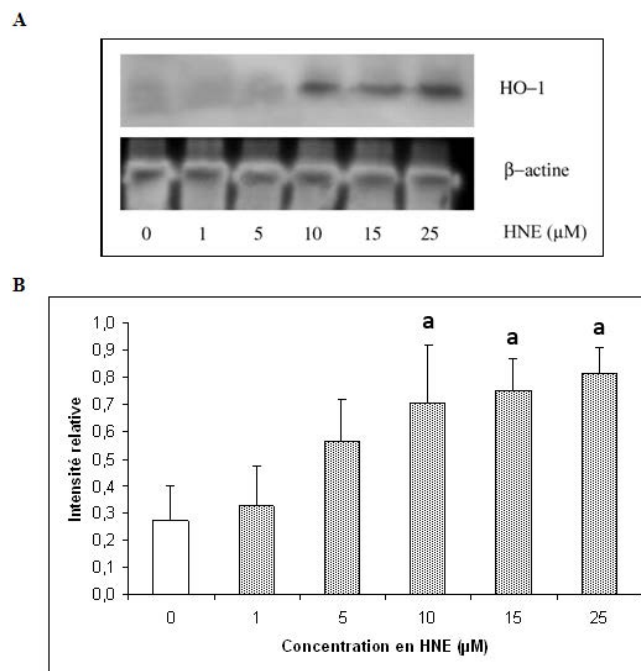 A
HO–1
β–actine
0 1 5 10 15 25 HNE (µM)
B
1,0
0,9
0,8
0,7
0,6
0,5
0,4
0,3
0,2
0,1
0,0
Intensité relative
a a a
0 1 5 10 15 25
Concentration en HNE (µM)